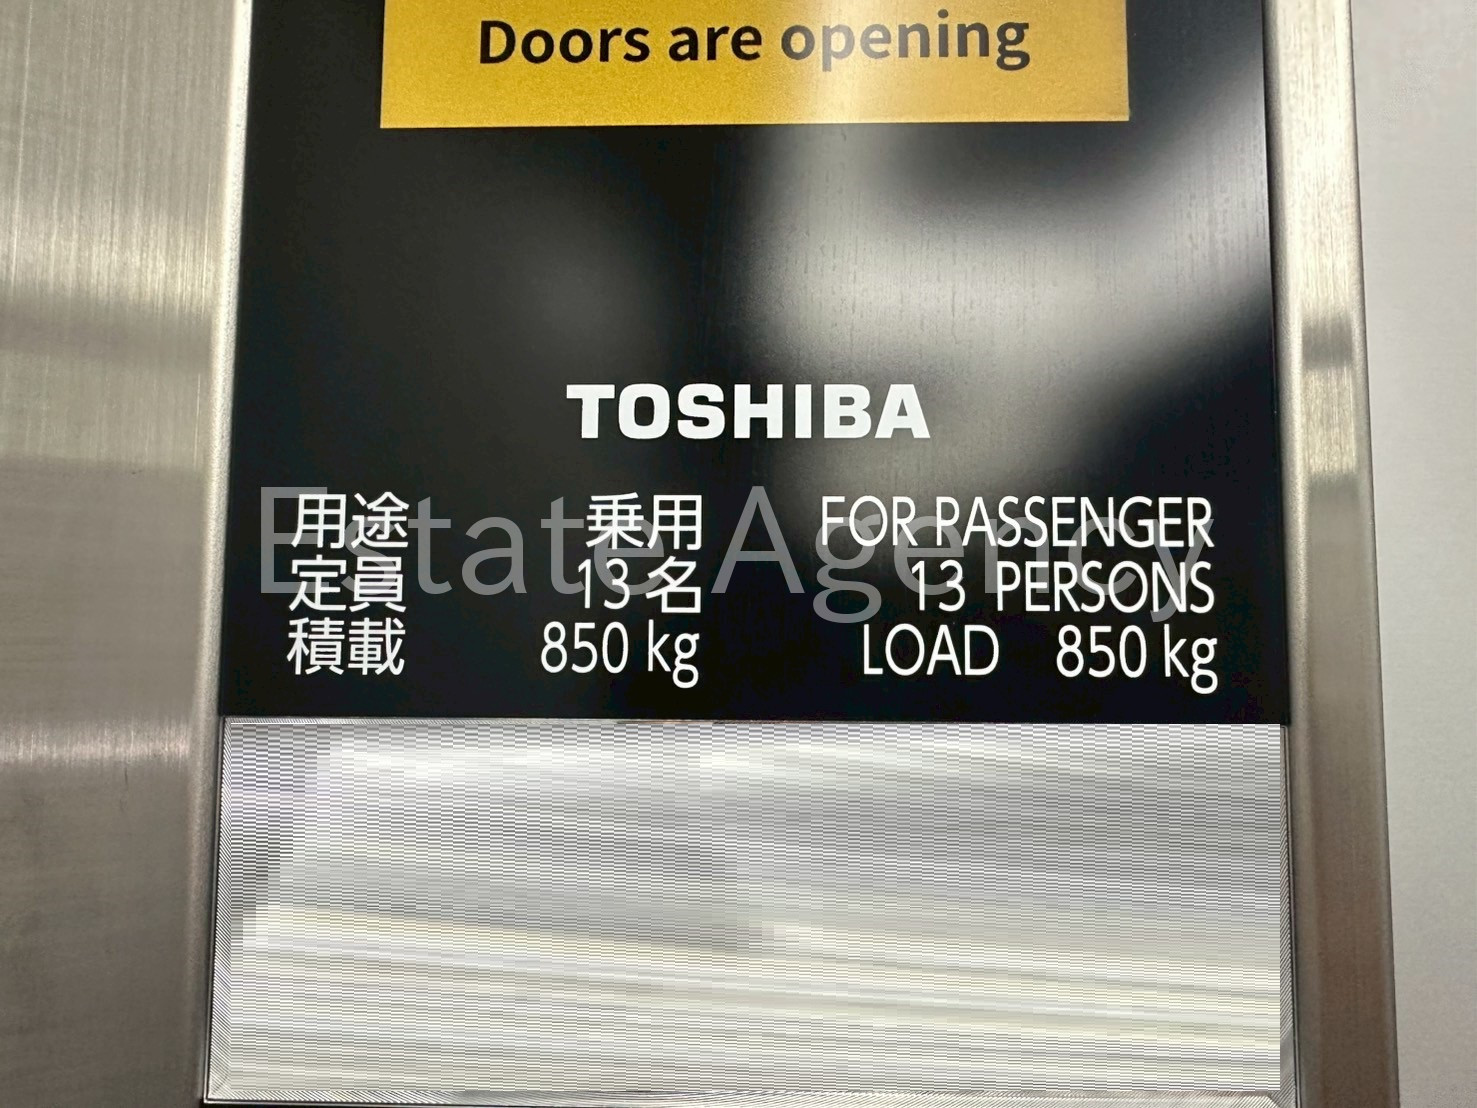 Doors are opening
TOSHIBA
用途 乗用 FOR PASSENGER
定員 13名 13 PERSONS
積載 850 kg LOAD 850 kg
Estate Agency